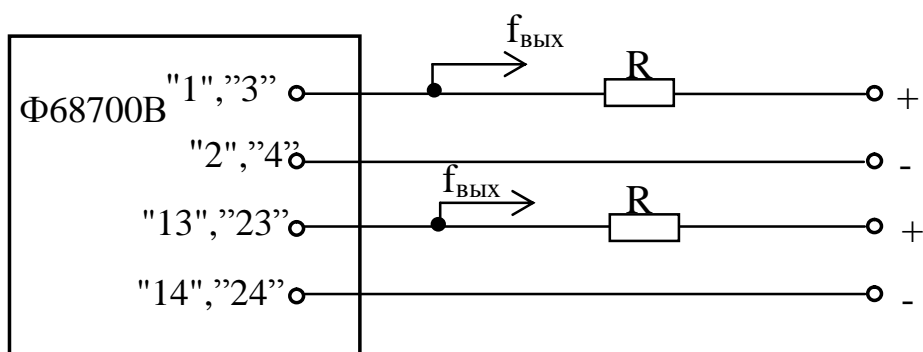 fвых
"1",”3” R +
Ф68700В
"2",”4” -
fвых
"13",”23” R +
"14",”24” -